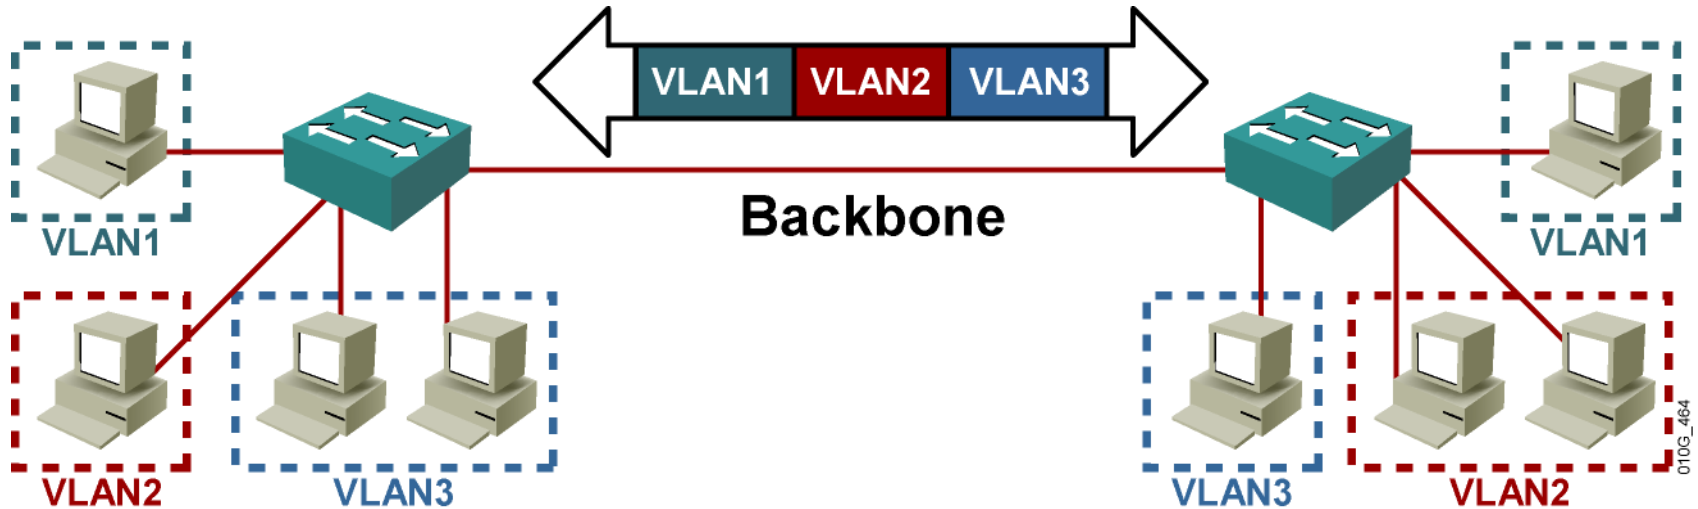 VLAN1 VLAN2 VLAN3
Backbone
VLAN1
VLAN1
VLAN2
VLAN3
VLAN3
VLAN2
010G_464